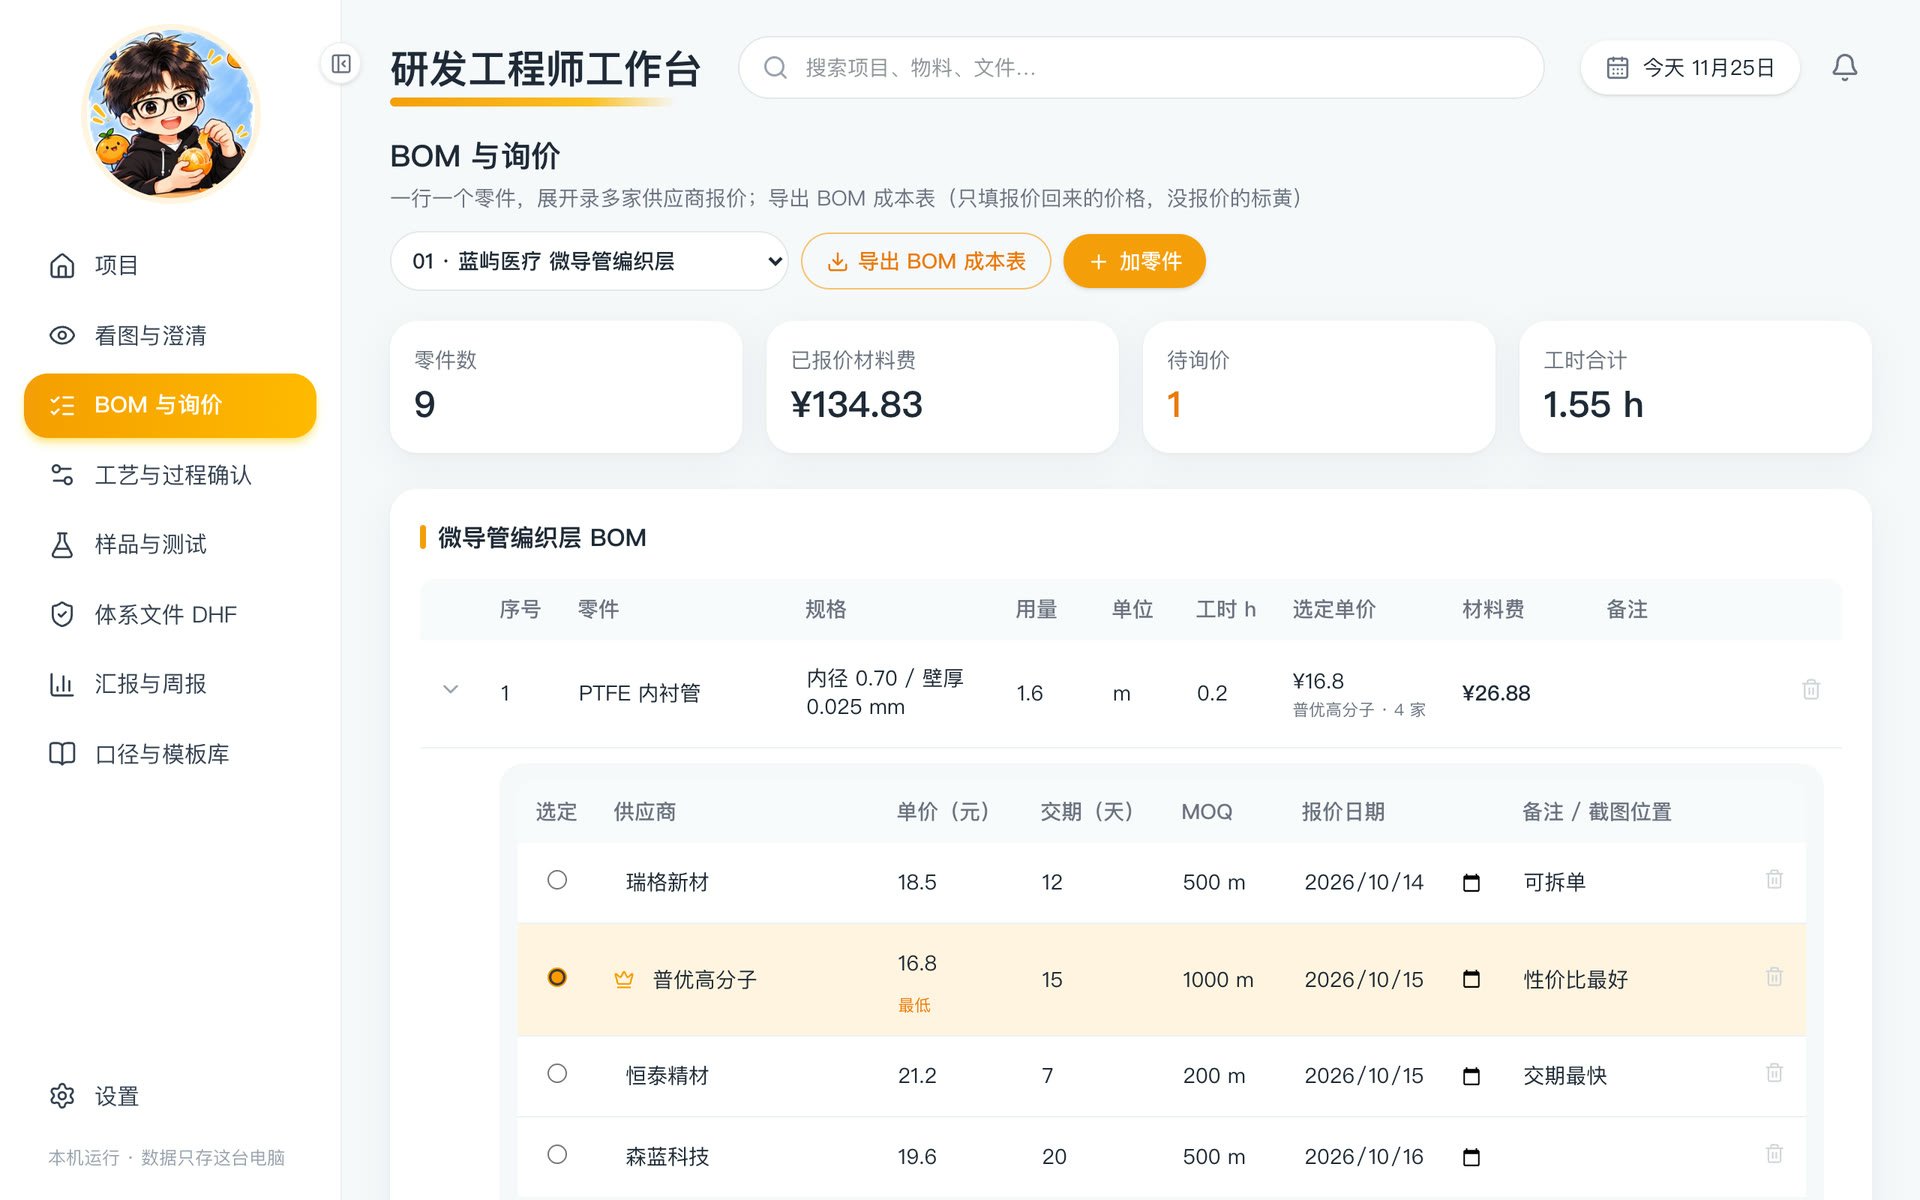 研发工程师工作台
搜索项目、物料、文件...
今天 11月25日
项目
看图与澄清
BOM 与询价
工艺与过程确认
样品与测试
体系文件 DHF
汇报与周报
口径与模板库
设置
本机运行 · 数据只存这台电脑
BOM 与询价
一行一个零件，展开录多家供应商报价；导出 BOM 成本表（只填报价回来的价格，没报价的标黄）
01 · 蓝屿医疗 微导管编织层
导出 BOM 成本表
加零件
零件数
9
已报价材料费
¥134.83
待询价
1
工时合计
1.55 h
微导管编织层 BOM
序号 零件 规格 用量 单位 工时 h 选定单价 材料费 备注
1 PTFE 内衬管 内径 0.70 / 壁厚 0.025 mm 1.6 m 0.2 ¥16.8 普优高分子 · 4 家 ¥26.88
选定 供应商 单价（元） 交期（天） MOQ 报价日期 备注 / 截图位置
瑞格新材 18.5 12 500 m 2026/10/14 可拆单
普优高分子 16.8 最低 15 1000 m 2026/10/15 性价比最好
恒泰精材 21.2 7 200 m 2026/10/15 交期最快
森蓝科技 19.6 20 500 m 2026/10/16